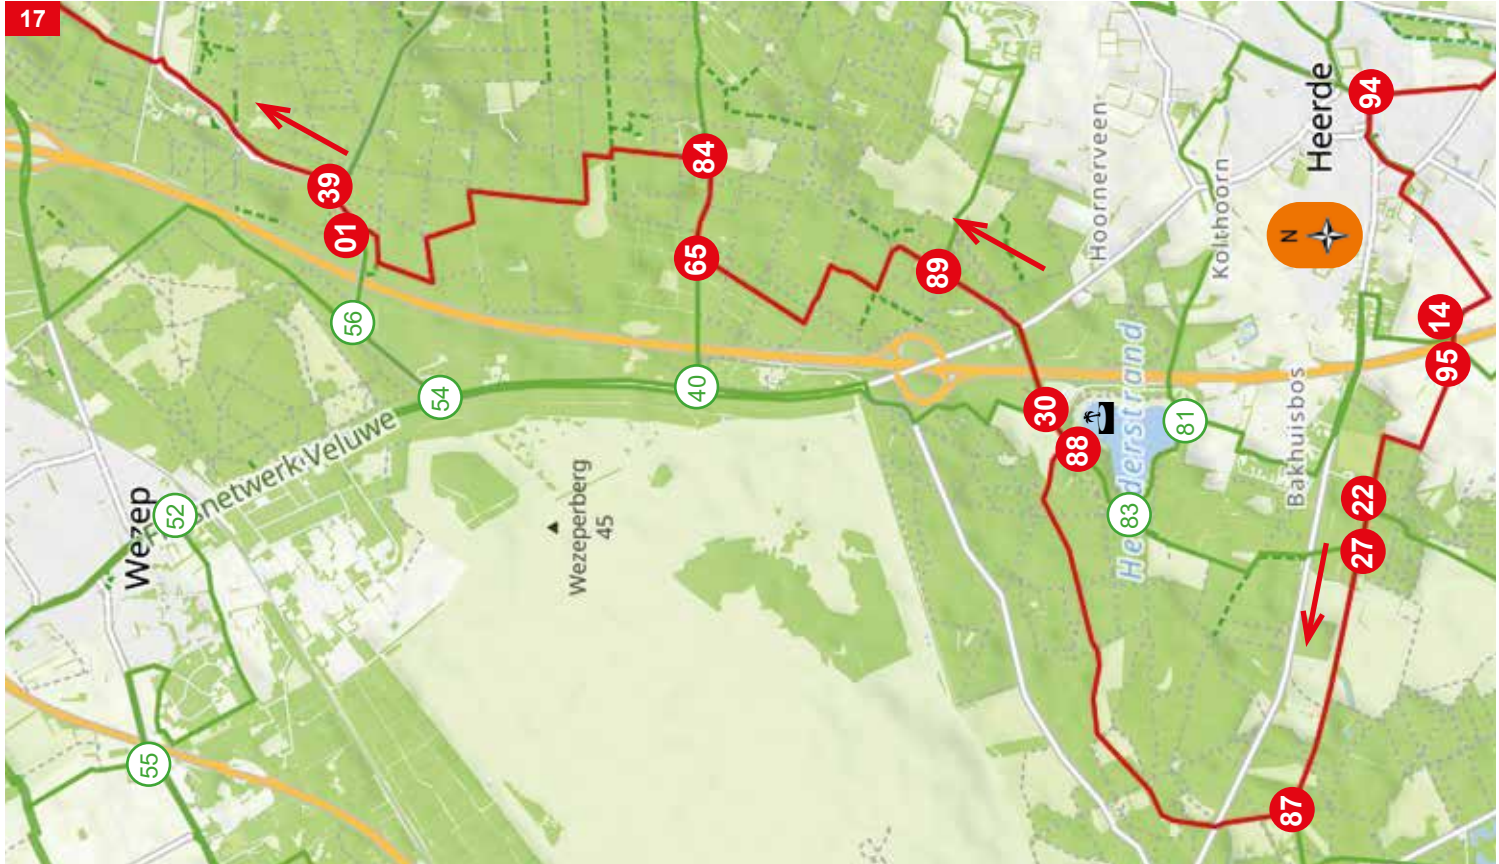 17
39
01
84
65
89
94
14
95
30
88
22
27
87
56
54
40
52
55
83
81
Wezep
Fietsnetwerk Veluwe
Wezeperberg
45
Hoornerveen
Kolthoorn
Heerde
N
Bakhuisbos
Heerderstrand